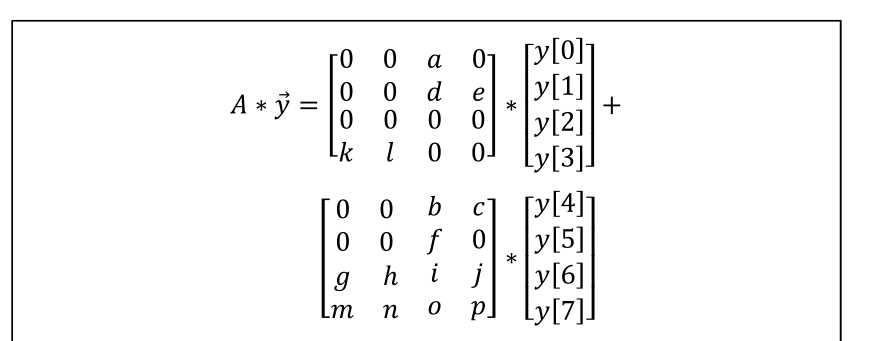 0 0 a 0 y[0]
0 0 d e y[1]
A * y⃗ = * +
0 0 0 0 y[2]
k l 0 0 y[3]
0 0 b c y[4]
0 0 f 0 y[5]
*
g h i j y[6]
m n o p y[7]